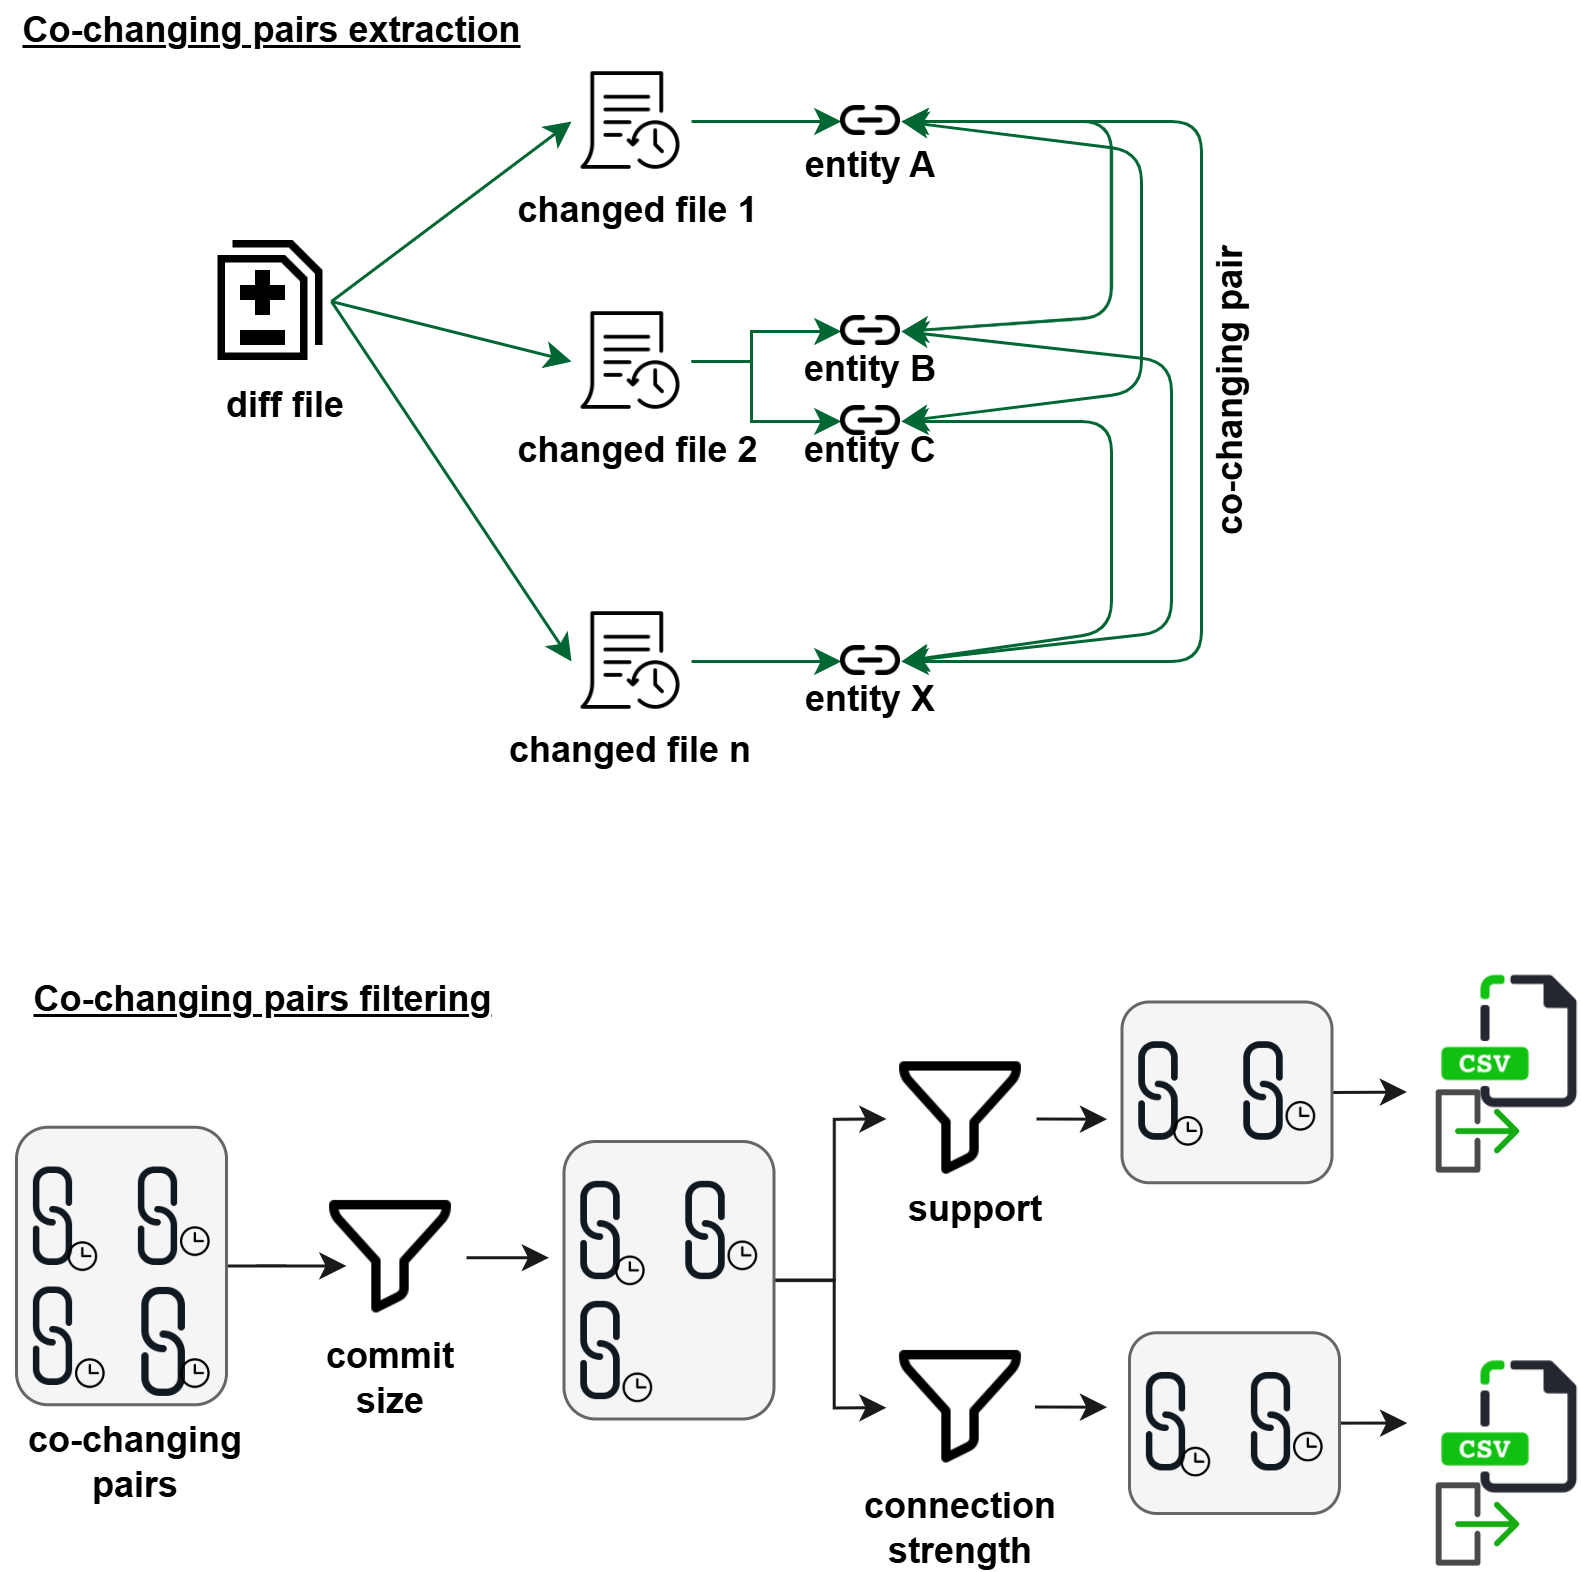 Co-changing pairs extraction
entity A
changed file 1
co-changing pair
entity B
diff file
changed file 2
entity C
entity X
changed file n
Co-changing pairs filtering
CSV
support
commit
size
co-changing
pairs
CSV
connection
strength